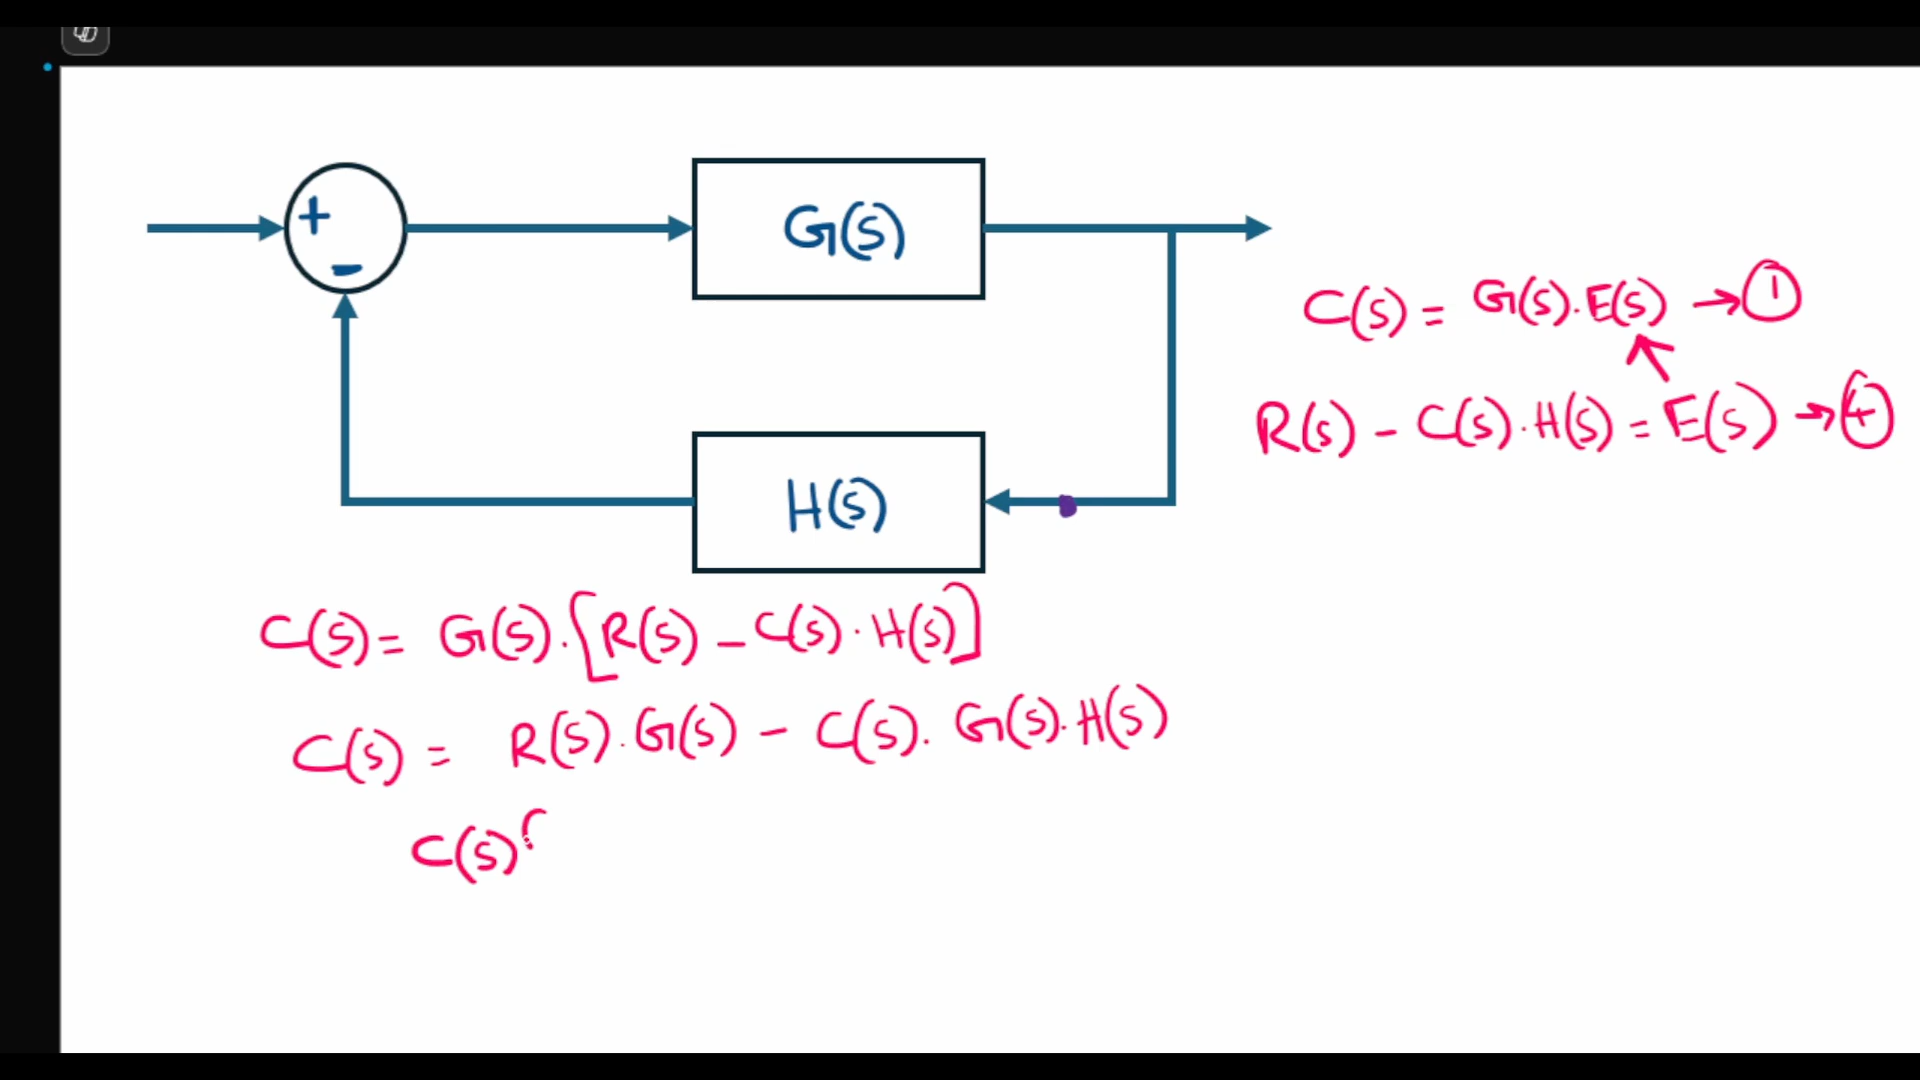 +
-
G(s)
H(s)
C(s) = G(s).E(s) → ①
R(s) - C(s).H(s) = E(s) → ④
C(s) = G(s).[R(s) - C(s).H(s)]
C(s) = R(s).G(s) - C(s).G(s).H(s)
C(s)(